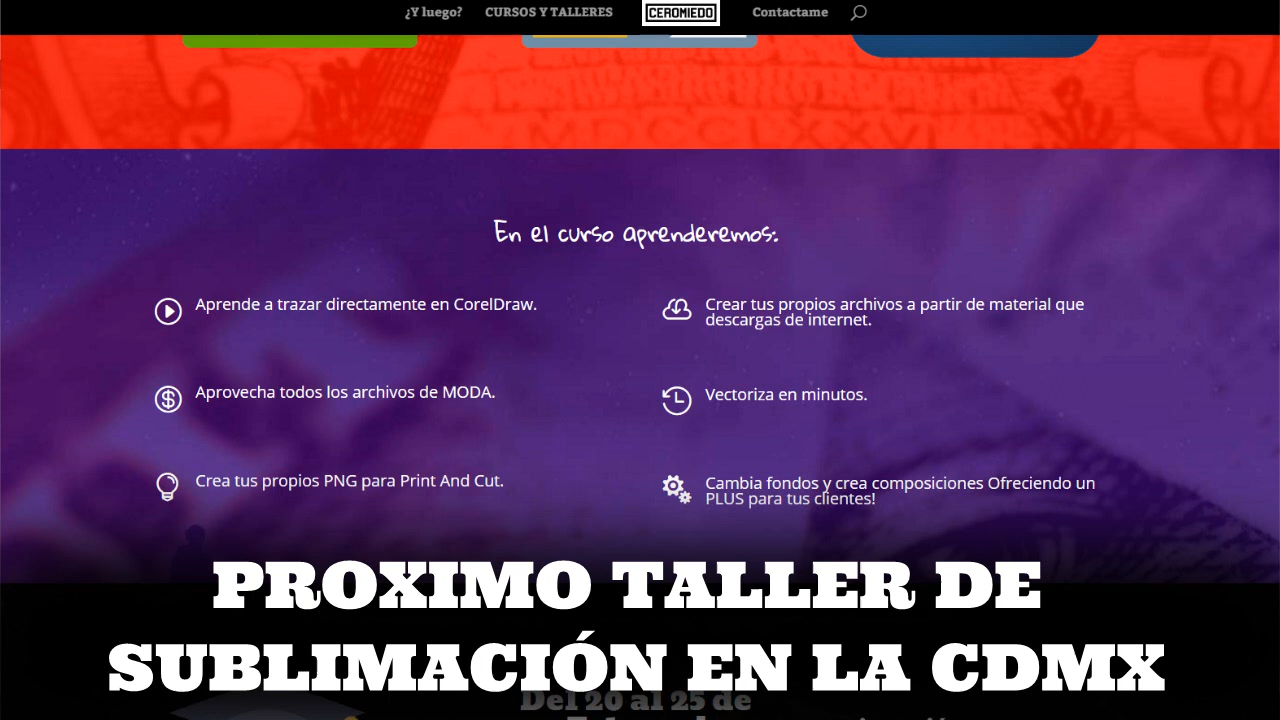 ¿Y luego? CURSOS Y TALLERES CEROMIEDO Contactame
En el curso aprenderemos:
Aprende a trazar directamente en CorelDraw.
Crear tus propios archivos a partir de material que
descargas de internet.
Aprovecha todos los archivos de MODA.
Vectoriza en minutos.
Crea tus propios PNG para Print And Cut.
Cambia fondos y crea composiciones Ofreciendo un
PLUS para tus clientes!
PROXIMO TALLER DE
SUBLIMACIÓN EN LA CDMX
Del 20 al 25 de